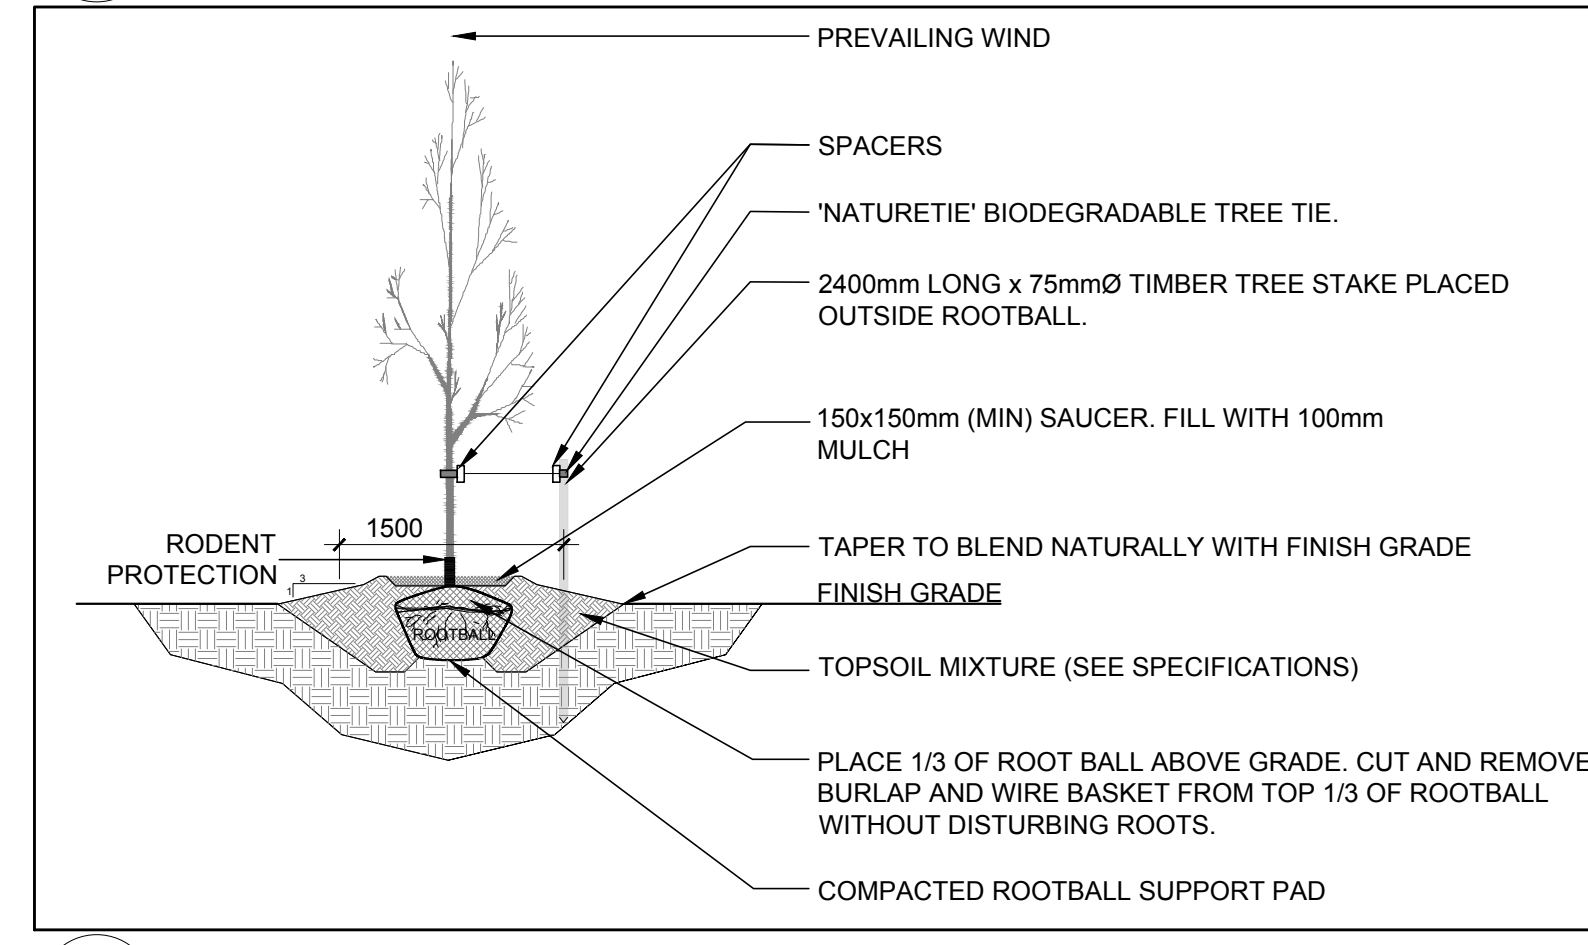 PREVAILING WIND
SPACERS
'NATURETIE' BIODEGRADABLE TREE TIE.
2400mm LONG x 75mmØ TIMBER TREE STAKE PLACED
OUTSIDE ROOTBALL.
150x150mm (MIN) SAUCER. FILL WITH 100mm
MULCH
1500
RODENT
PROTECTION
3
1
TAPER TO BLEND NATURALLY WITH FINISH GRADE
FINISH GRADE
ROOTBALL
TOPSOIL MIXTURE (SEE SPECIFICATIONS)
PLACE 1/3 OF ROOT BALL ABOVE GRADE. CUT AND REMOVE
BURLAP AND WIRE BASKET FROM TOP 1/3 OF ROOTBALL
WITHOUT DISTURBING ROOTS.
COMPACTED ROOTBALL SUPPORT PAD